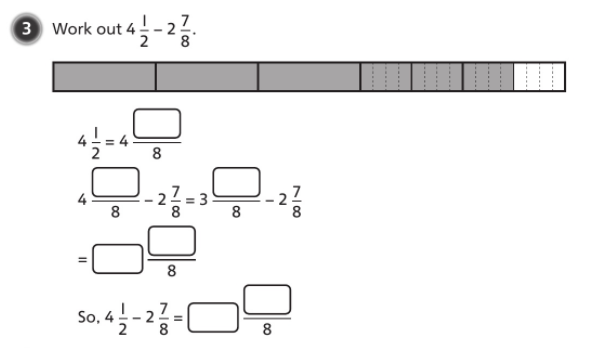 3 Work out 4 1/2 – 2 7/8.
4 1/2 = 4 □/8
4 □/8 – 2 7/8 = 3 □/8 – 2 7/8
= □ □/8
So, 4 1/2 – 2 7/8 = □ □/8